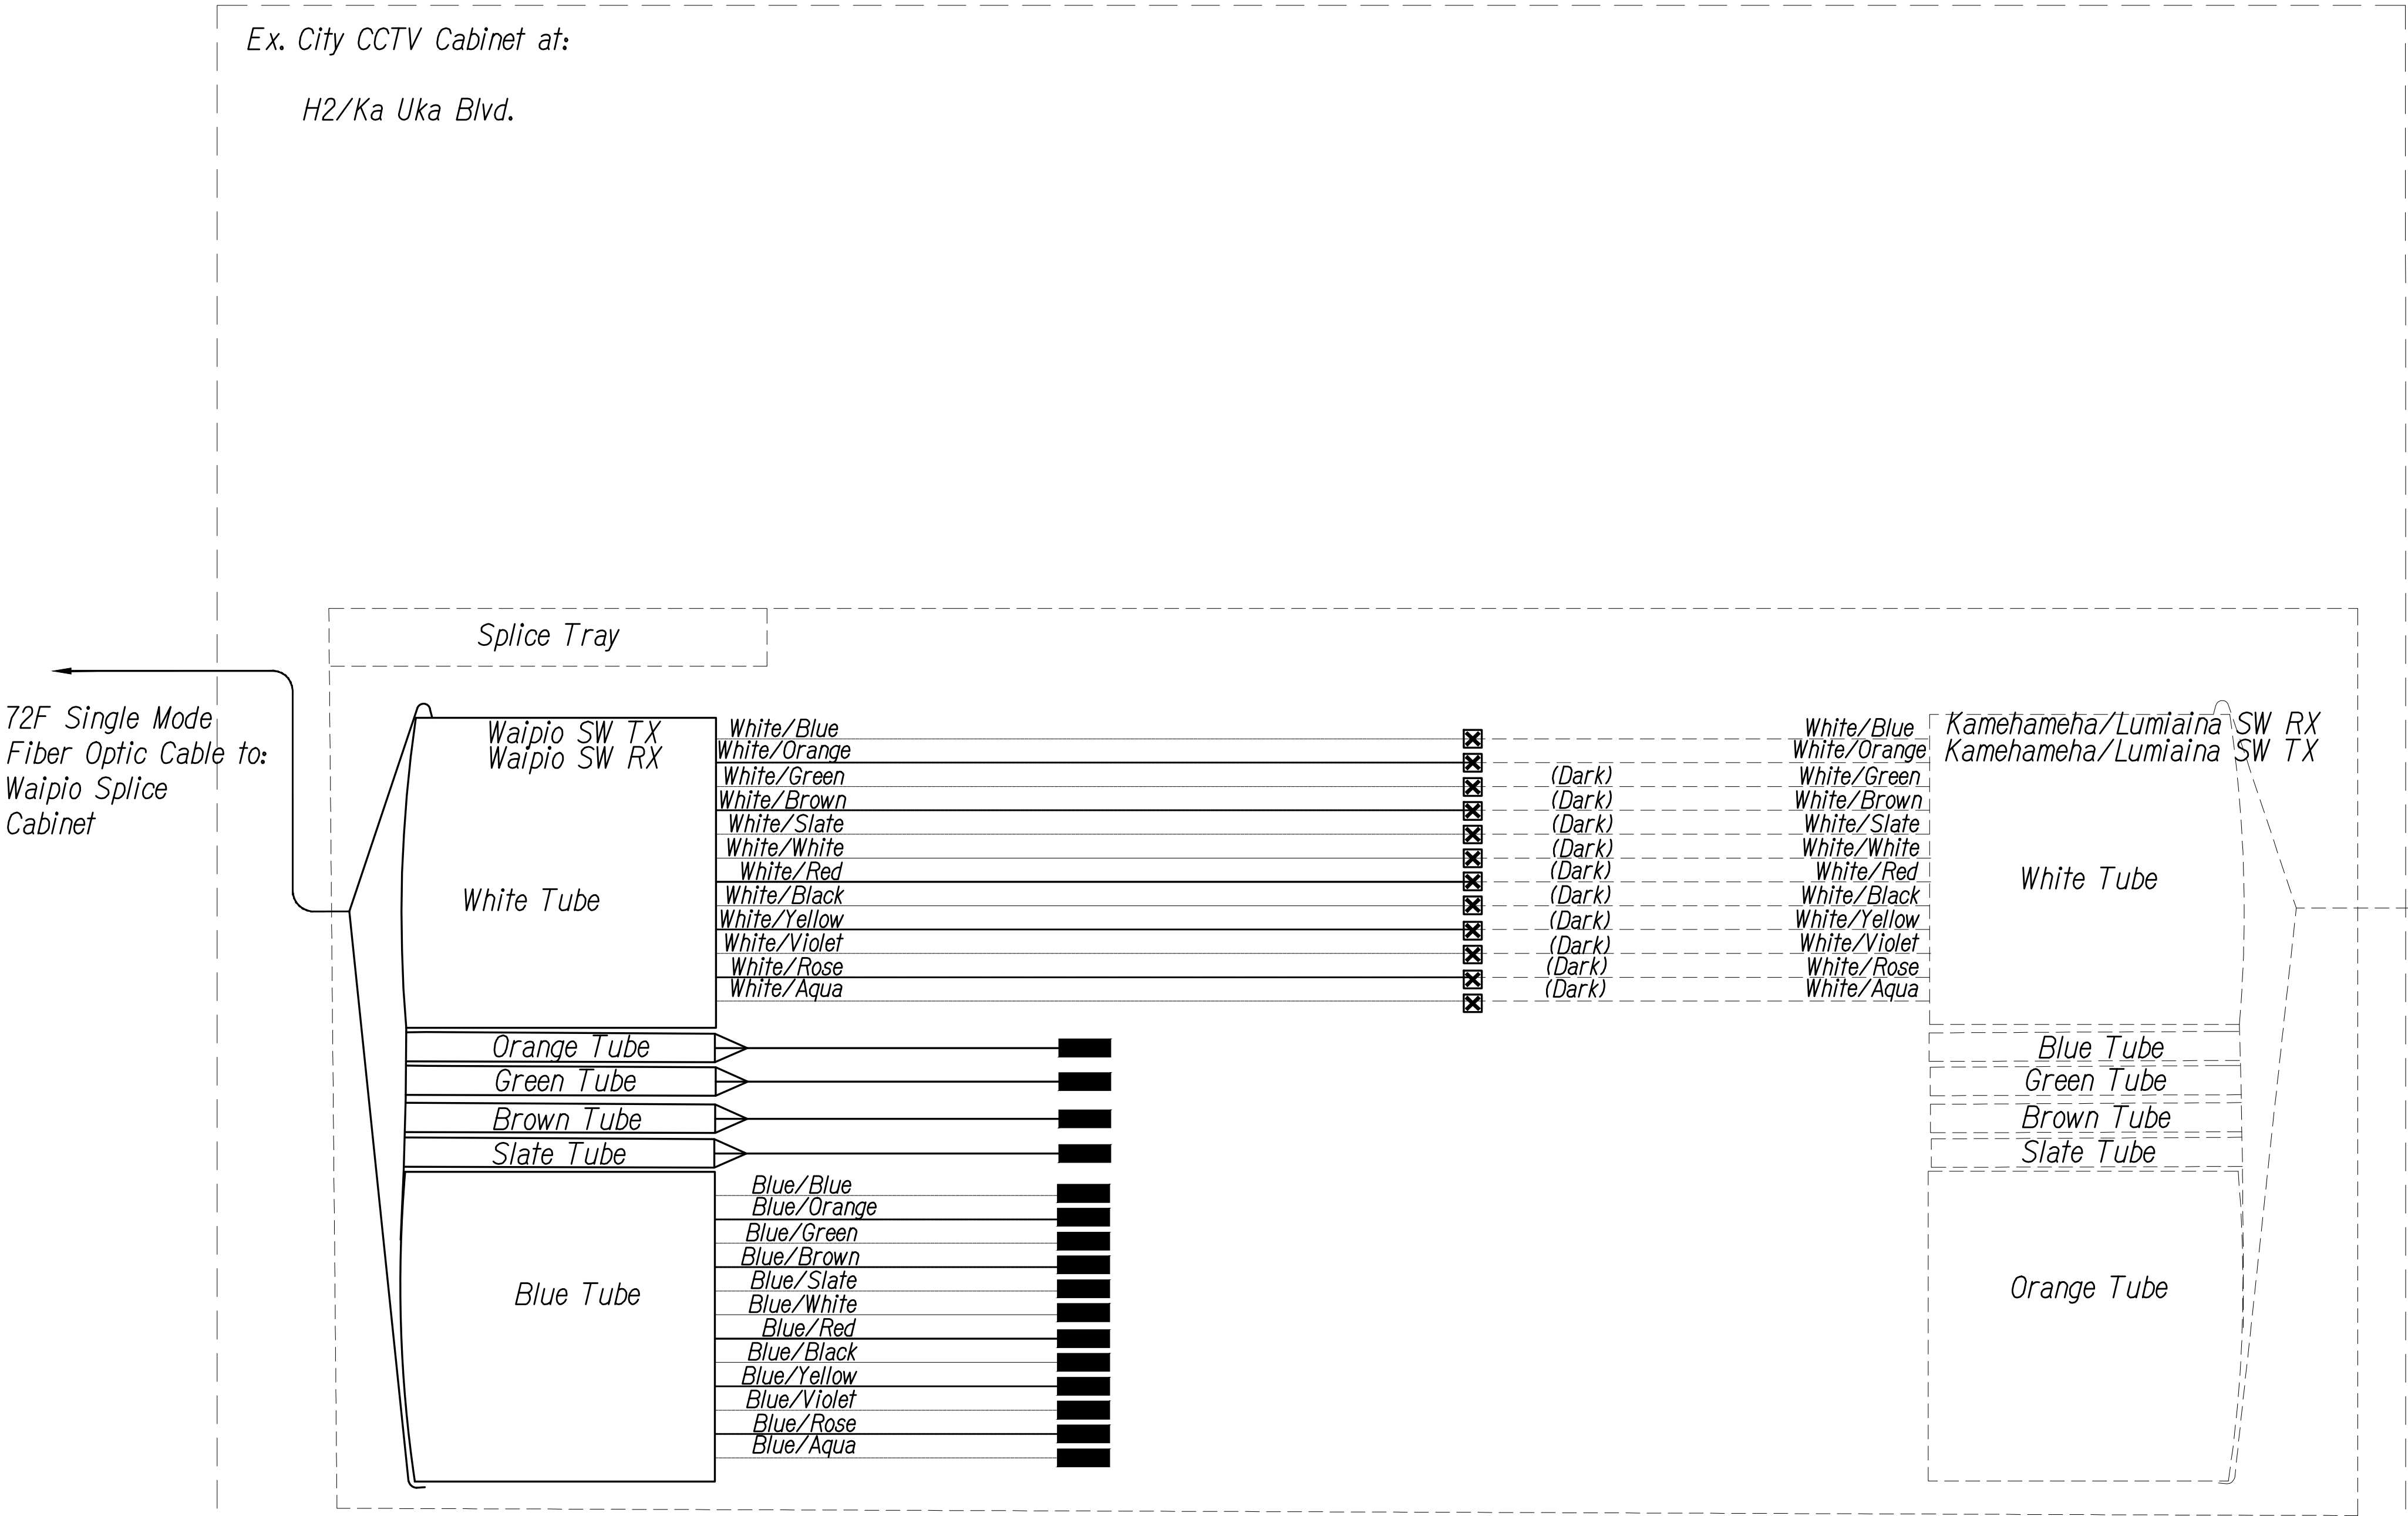 Ex. City CCTV Cabinet at:
H2/Ka Uka Blvd.
Splice Tray
72F Single Mode
Fiber Optic Cable to:
Waipio Splice
Cabinet
Waipio SW TX
Waipio SW RX
White Tube
White/Blue
White/Orange
White/Green
White/Brown
White/Slate
White/White
White/Red
White/Black
White/Yellow
White/Violet
White/Rose
White/Aqua
(Dark)
(Dark)
(Dark)
(Dark)
(Dark)
(Dark)
(Dark)
(Dark)
(Dark)
(Dark)
White/Blue
White/Orange
White/Green
White/Brown
White/Slate
White/White
White/Red
White/Black
White/Yellow
White/Violet
White/Rose
White/Aqua
Kamehameha/Lumiaina SW RX
Kamehameha/Lumiaina SW TX
White Tube
Orange Tube
Green Tube
Brown Tube
Slate Tube
Blue Tube
Blue/Blue
Blue/Orange
Blue/Green
Blue/Brown
Blue/Slate
Blue/White
Blue/Red
Blue/Black
Blue/Yellow
Blue/Violet
Blue/Rose
Blue/Aqua
Blue Tube
Green Tube
Brown Tube
Slate Tube
Orange Tube